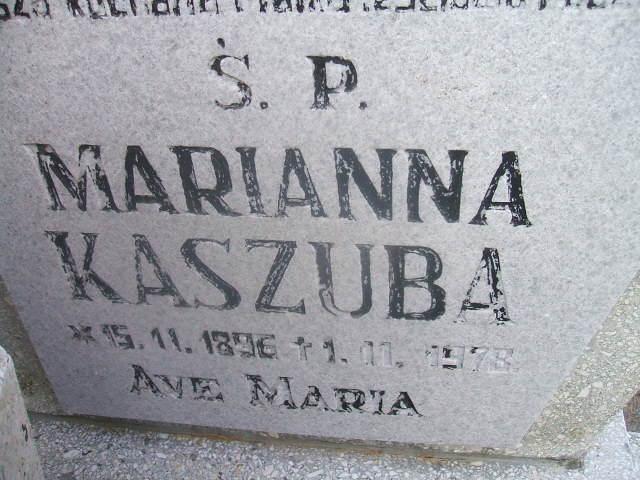 Ś. P.
MARIANNA
KASZUBA
*15.11.1896 †1.11.1978
AVE MARIA